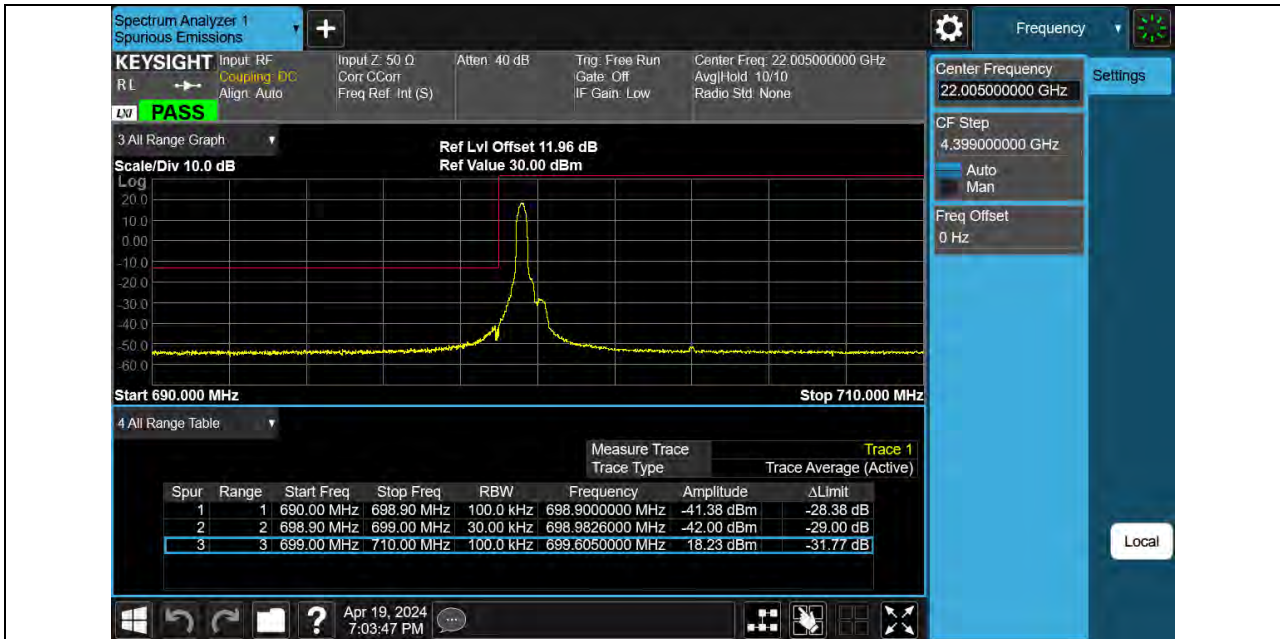 Spectrum Analyzer 1
Spurious Emissions
+
Frequency
KEYSIGHT
RL
LXI PASS
Input: RF
Coupling: DC
Align: Auto
Input Z: 50 Ω
Corr CCorr
Freq Ref: Int (S)
Atten: 40 dB
Trig: Free Run
Gate: Off
IF Gain: Low
Center Freq: 22.005000000 GHz
Avg|Hold: 10/10
Radio Std: None
Center Frequency
22.005000000 GHz
Settings
CF Step
4.399000000 GHz
Auto
Man
Freq Offset
0 Hz
3 All Range Graph
Scale/Div 10.0 dB
Ref Lvl Offset 11.96 dB
Ref Value 30.00 dBm
Log
20.0
10.0
0.00
-10.0
-20.0
-30.0
-40.0
-50.0
-60.0
Start 690.000 MHz Stop 710.000 MHz
4 All Range Table
Measure Trace Trace 1
Trace Type Trace Average (Active)
Spur Range Start Freq Stop Freq RBW Frequency Amplitude ΔLimit
1 1 690.00 MHz 698.90 MHz 100.0 kHz 698.9000000 MHz -41.38 dBm -28.38 dB
2 2 698.90 MHz 699.00 MHz 30.00 kHz 698.9826000 MHz -42.00 dBm -29.00 dB
3 3 699.00 MHz 710.00 MHz 100.0 kHz 699.6050000 MHz 18.23 dBm -31.77 dB
Local
?
Apr 19, 2024
7:03:47 PM